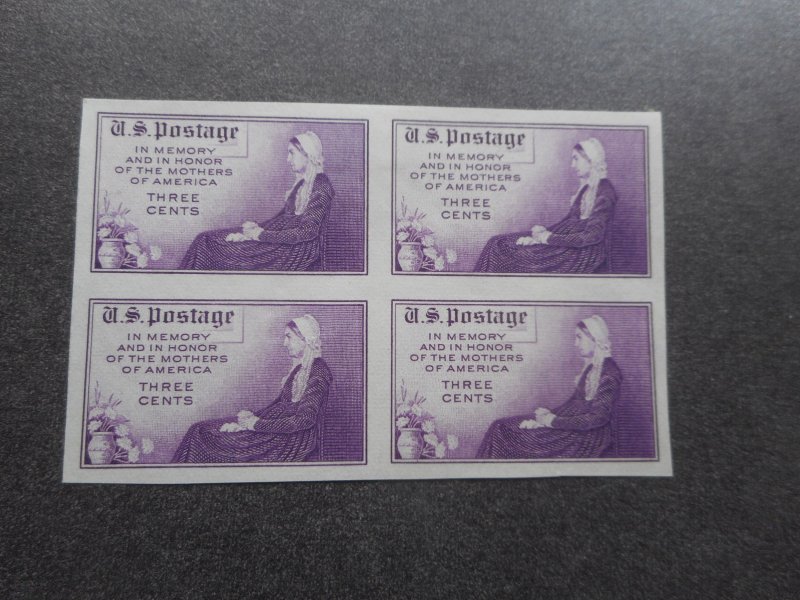 U.S. Postage
IN MEMORY
AND IN HONOR
OF THE MOTHERS
OF AMERICA
THREE
CENTS
U.S. Postage
IN MEMORY
AND IN HONOR
OF THE MOTHERS
OF AMERICA
THREE
CENTS
U.S. Postage
IN MEMORY
AND IN HONOR
OF THE MOTHERS
OF AMERICA
THREE
CENTS
U.S. Postage
IN MEMORY
AND IN HONOR
OF THE MOTHERS
OF AMERICA
THREE
CENTS